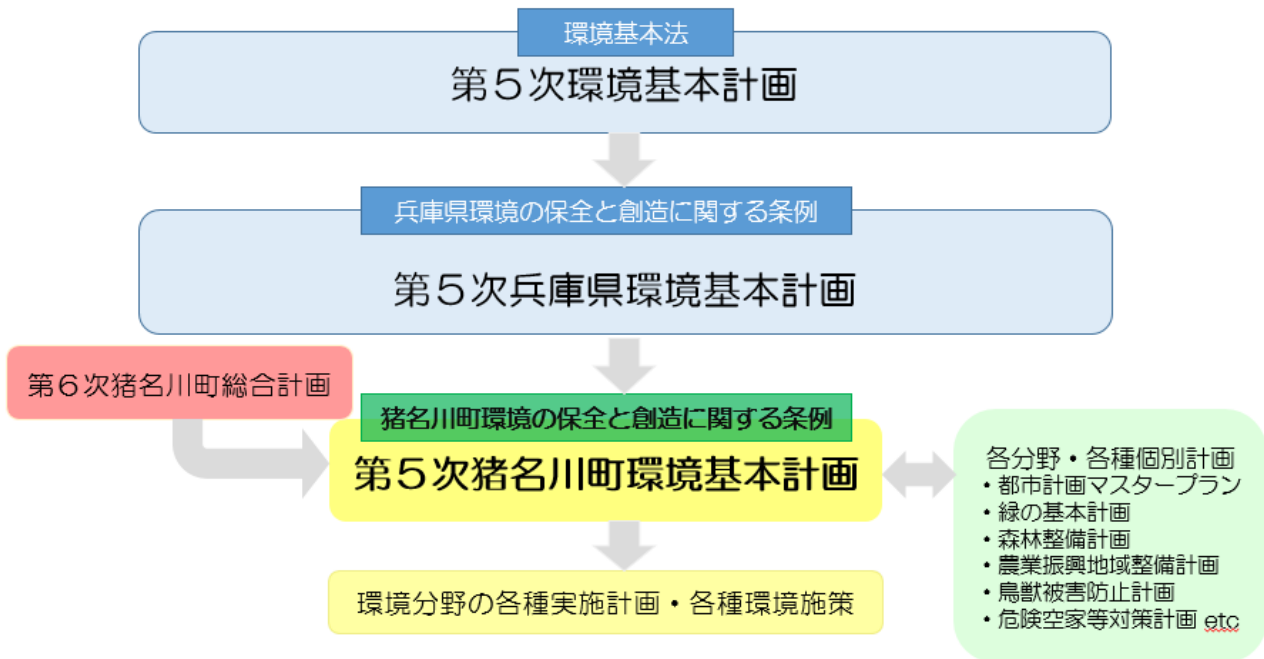 環境基本法
第５次環境基本計画
兵庫県環境の保全と創造に関する条例
第５次兵庫県環境基本計画
第６次猪名川町総合計画
猪名川町環境の保全と創造に関する条例
第５次猪名川町環境基本計画
各分野・各種個別計画
・都市計画マスタープラン
・緑の基本計画
・森林整備計画
・農業振興地域整備計画
・鳥獣被害防止計画
・危険空家等対策計画 etc
環境分野の各種実施計画・各種環境施策